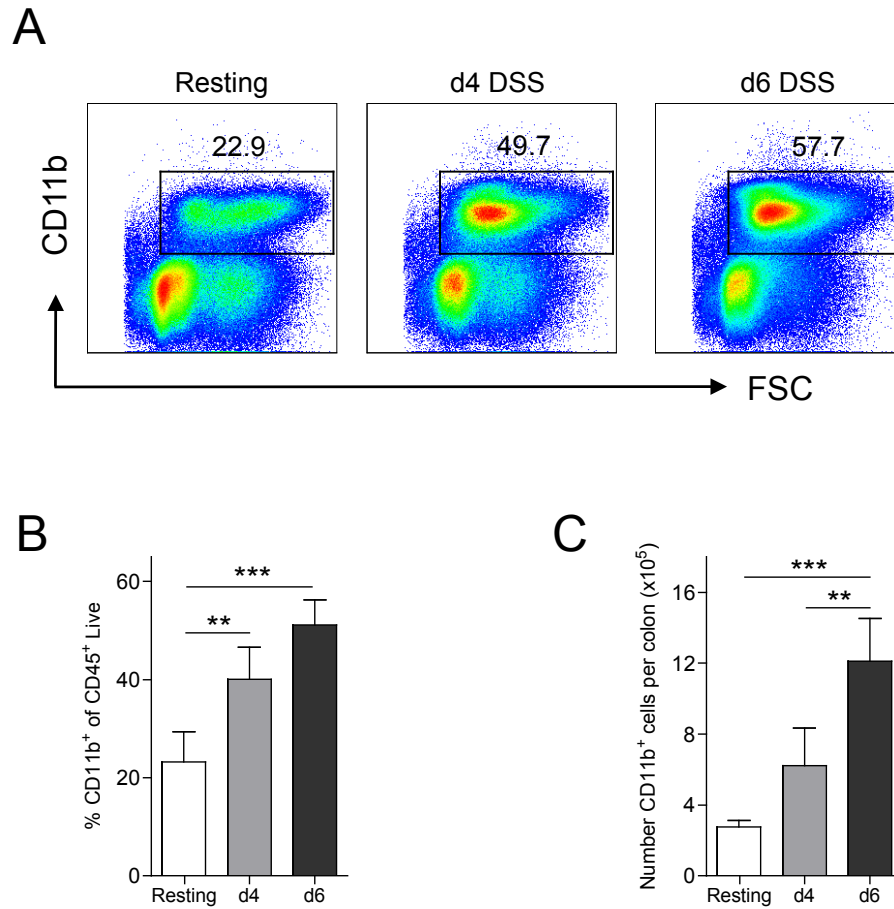 A
Resting
d4 DSS
d6 DSS
22.9
49.7
57.7
CD11b
FSC
B
% CD11b⁺ of CD45⁺ Live
60
40
20
0
***
**
Resting
d4
d6
C
Number CD11b⁺ cells per colon (x10⁵)
16
12
8
4
0
***
**
Resting
d4
d6